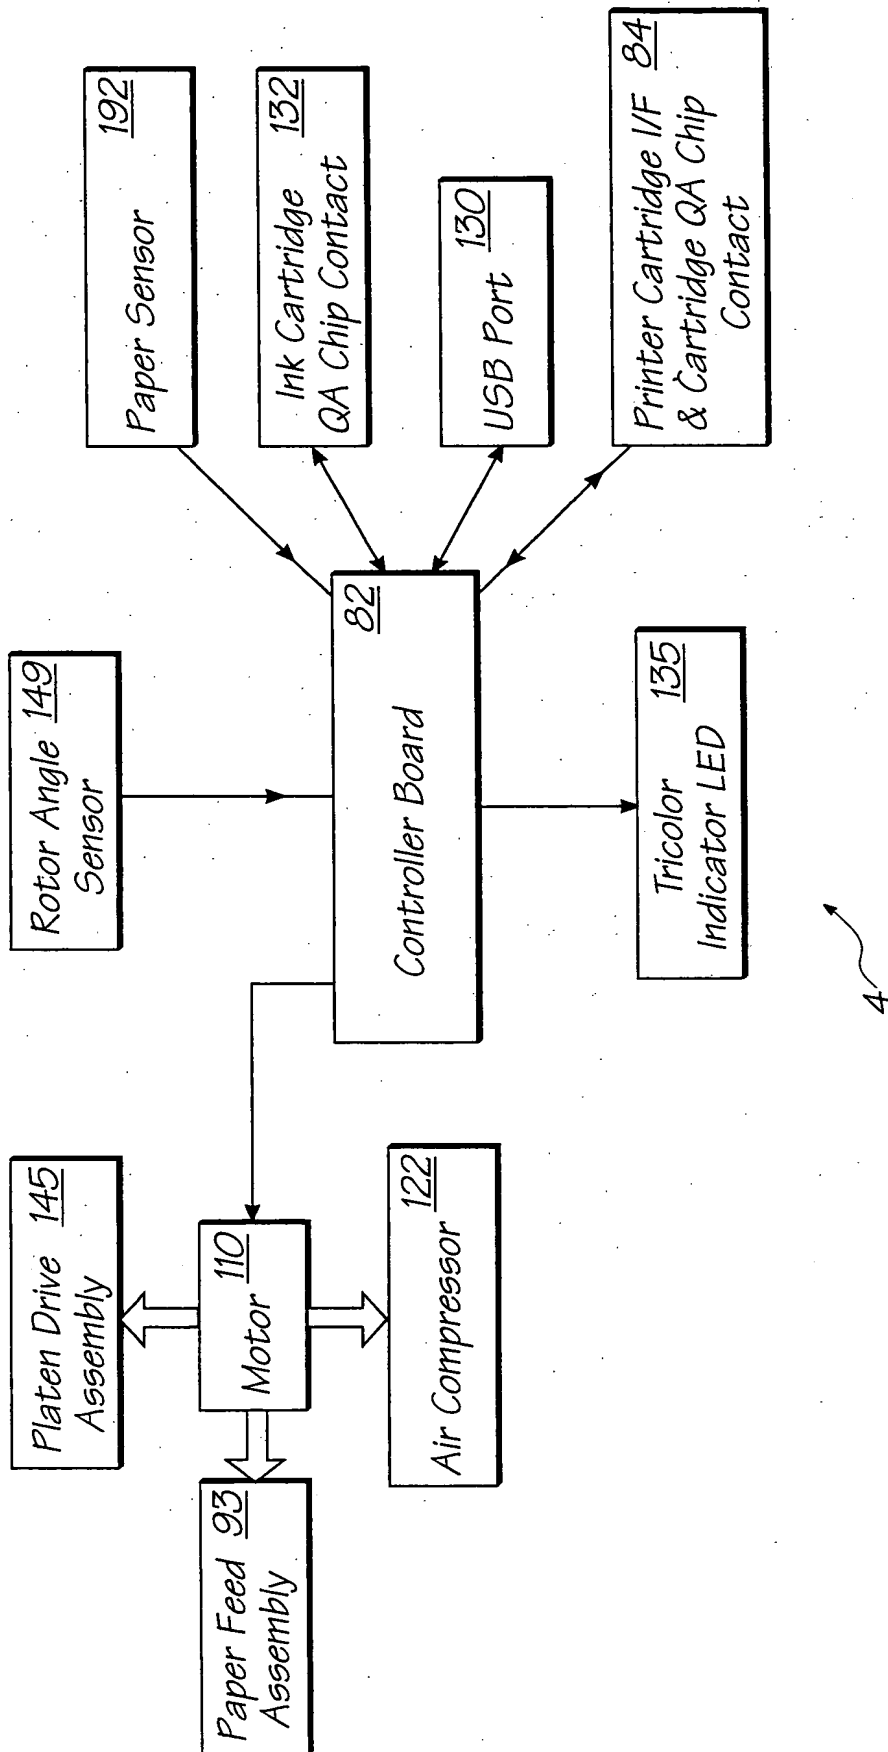 Paper Feed 93
Assembly
Platen Drive 145
Assembly
110
Motor
122
Air Compressor
Rotor Angle 149
Sensor
82
Controller Board
Tricolor 135
Indicator LED
192
Paper Sensor
Ink Cartridge 132
QA Chip Contact
130
USB Port
Printer Cartridge I/F 84
& Cartridge QA Chip
Contact
4